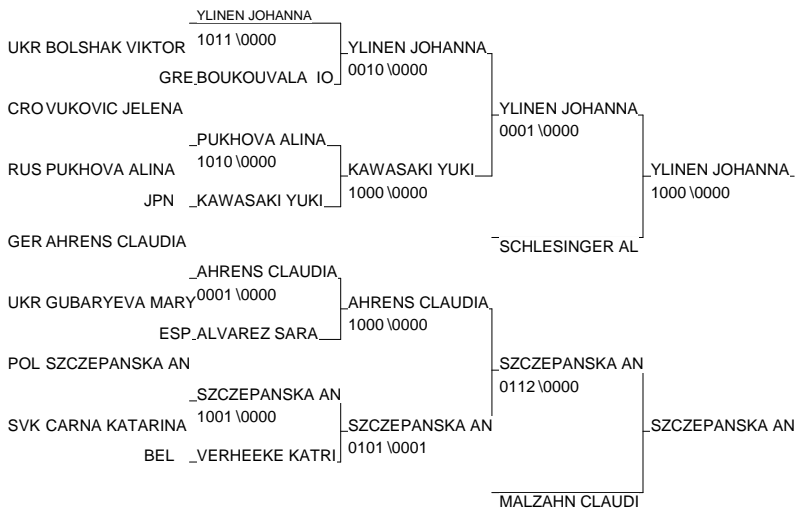 YLINEN JOHANNA
UKR BOLSHAK VIKTOR 1011 \0000 YLINEN JOHANNA
GRE BOUKOUVALA IO 0010 \0000
CRO VUKOVIC JELENA YLINEN JOHANNA
PUKHOVA ALINA 0001 \0000
RUS PUKHOVA ALINA 1010 \0000 KAWASAKI YUKI YLINEN JOHANNA
JPN KAWASAKI YUKI 1000 \0000 1000 \0000
GER AHRENS CLAUDIA SCHLESINGER AL
AHRENS CLAUDIA
UKR GUBARYEVA MARY 0001 \0000 AHRENS CLAUDIA
ESP ALVAREZ SARA 1000 \0000
POL SZCZEPANSKA AN SZCZEPANSKA AN
SZCZEPANSKA AN 0112 \0000
SVK CARNA KATARINA 1001 \0000 SZCZEPANSKA AN SZCZEPANSKA AN
BEL VERHEEKE KATRI 0101 \0001
MALZAHN CLAUDI